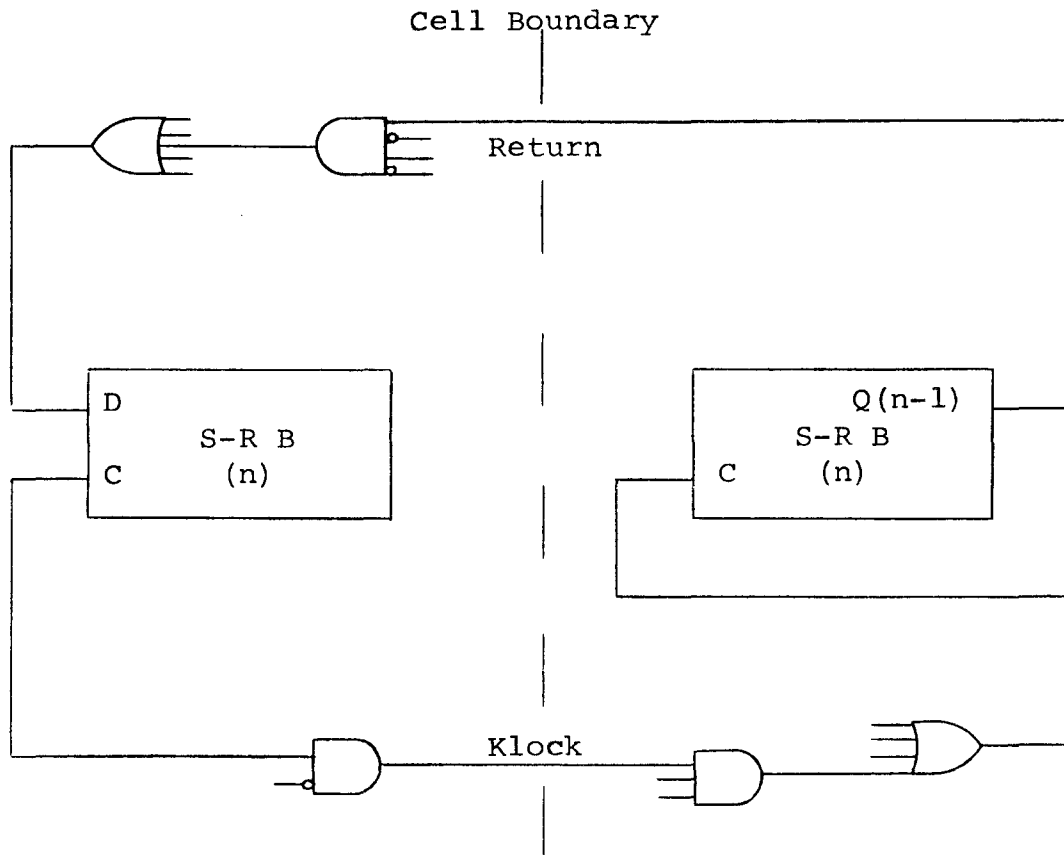 Cell Boundary
Return
D
S-R B
C
(n)
Q(n-1)
S-R B
C
(n)
Klock